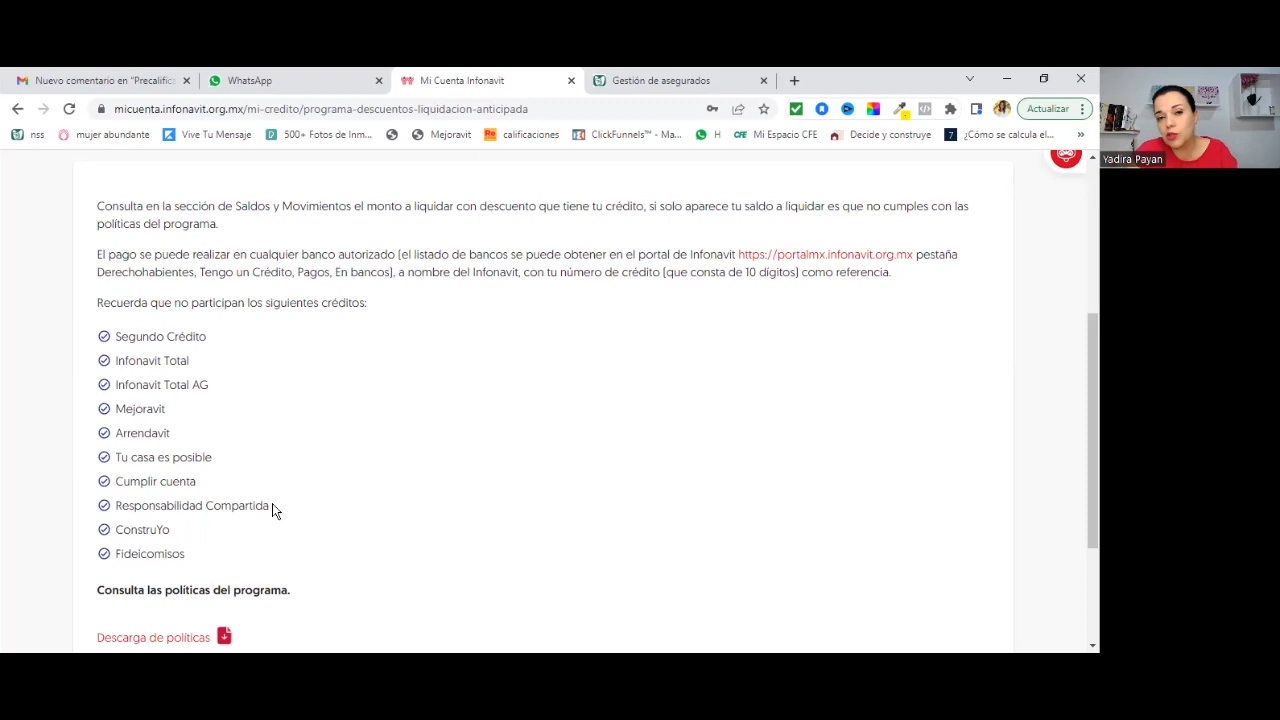 Nuevo comentario en "Precalific
WhatsApp
Mi Cuenta Infonavit
Gestión de asegurados
micuenta.infonavit.org.mx/mi-credito/programa-descuentos-liquidacion-anticipada
Actualizar
nss
mujer abundante
Vive Tu Mensaje
500+ Fotos de Inm...
Mejoravit
Re
calificaciones
ClickFunnels™ - Ma...
H
CFE
Mi Espacio CFE
Decide y construye
7
¿Cómo se calcula el...
»
Yadira Payan
Consulta en la sección de Saldos y Movimientos el monto a liquidar con descuento que tiene tu crédito, si solo aparece tu saldo a liquidar es que no cumples con las
políticas del programa.
El pago se puede realizar en cualquier banco autorizado (el listado de bancos se puede obtener en el portal de Infonavit https://portalmx.infonavit.org.mx pestaña
Derechohabientes, Tengo un Crédito, Pagos, En bancos), a nombre del Infonavit, con tu número de crédito (que consta de 10 dígitos) como referencia.
Recuerda que no participan los siguientes créditos:
Segundo Crédito
Infonavit Total
Infonavit Total AG
Mejoravit
Arrendavit
Tu casa es posible
Cumplir cuenta
Responsabilidad Compartida
ConstruYo
Fideicomisos
Consulta las políticas del programa.
Descarga de políticas